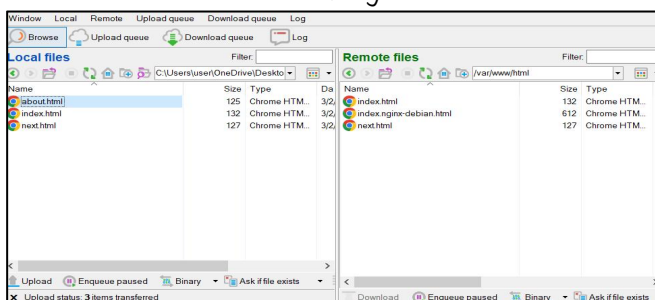 Window Local Remote Upload queue Download queue Log
Browse Upload queue Download queue Log
Local files Filter:
C:\Users\user\OneDrive\Deskto
Name Size Type Da
about.html 125 Chrome HTM... 3/2/
index.html 132 Chrome HTM... 3/2/
next.html 127 Chrome HTM... 3/2/
Upload Enqueue paused Binary Ask if file exists
Upload status: 3 items transferred
Remote files Filter:
/var/www/html
Name Size Type
index.html 132 Chrome HTM...
index.nginx-debian.html 612 Chrome HTM...
next.html 127 Chrome HTM...
Download Enqueue paused Binary Ask if file exists